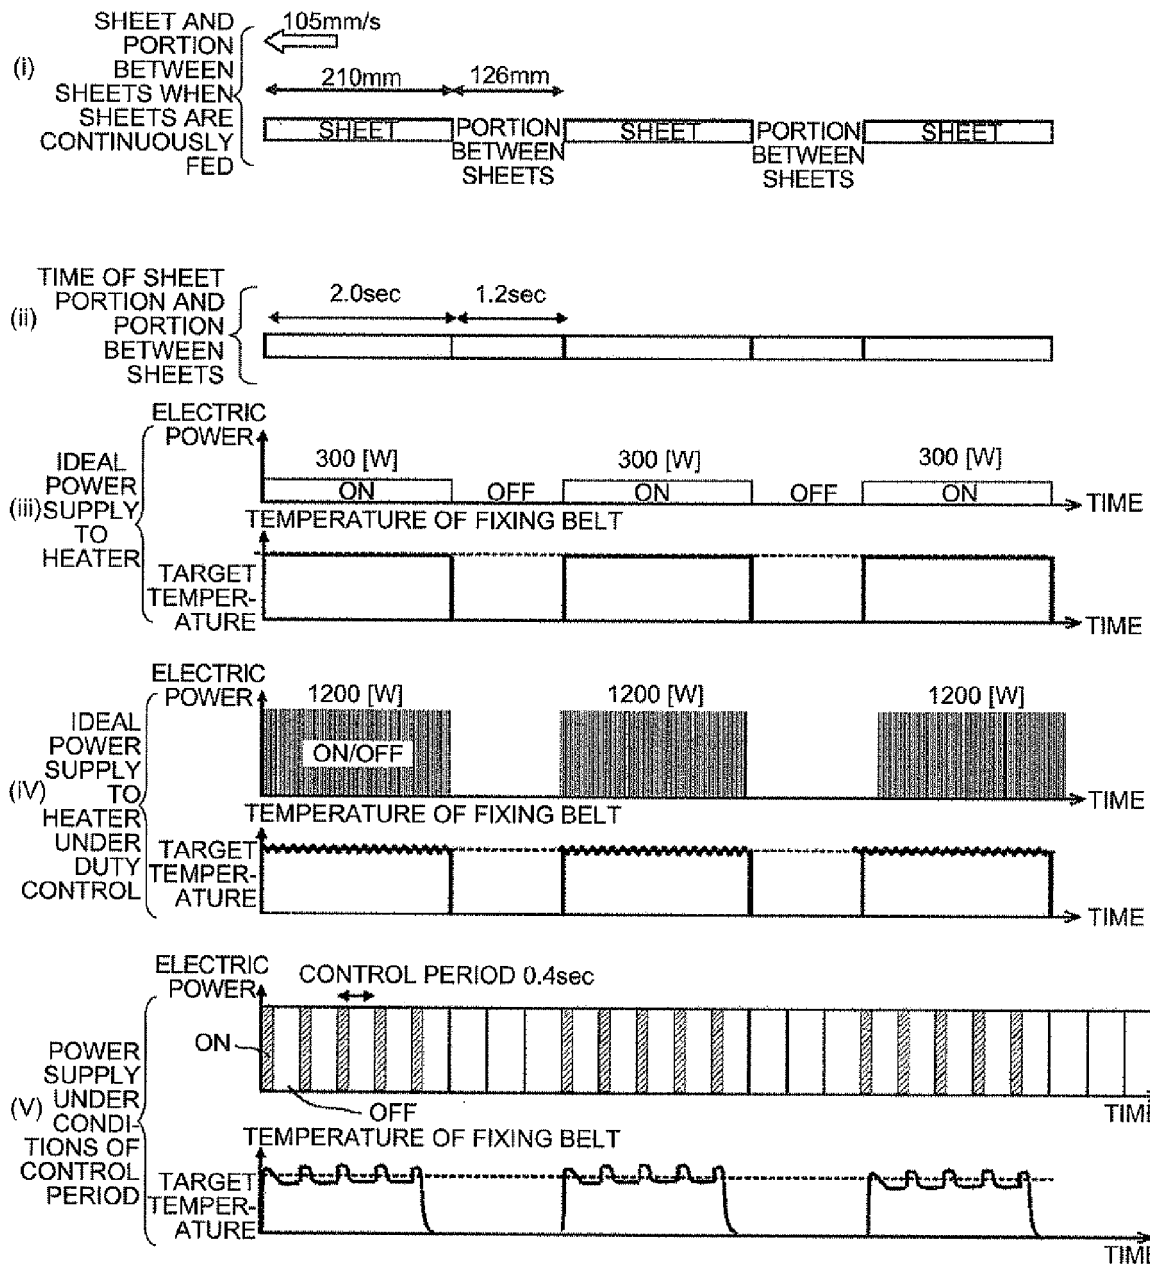 (i)
SHEET AND
PORTION
BETWEEN
SHEETS WHEN
SHEETS ARE
CONTINUOUSLY
FED
105mm/s
210mm
126mm
SHEET
PORTION
BETWEEN
SHEETS
SHEET
PORTION
BETWEEN
SHEETS
SHEET
(ii)
TIME OF SHEET
PORTION AND
PORTION
BETWEEN
SHEETS
2.0sec
1.2sec
(iii)
IDEAL
POWER
SUPPLY
TO
HEATER
ELECTRIC
POWER
300 [W]
300 [W]
300 [W]
ON
OFF
ON
OFF
ON
TIME
TEMPERATURE OF FIXING BELT
TARGET
TEMPER-
ATURE
TIME
(iV)
IDEAL
POWER
SUPPLY
TO
HEATER
UNDER
DUTY
CONTROL
ELECTRIC
POWER
1200 [W]
1200 [W]
1200 [W]
ON/OFF
TIME
TEMPERATURE OF FIXING BELT
TARGET
TEMPER-
ATURE
TIME
(V)
POWER
SUPPLY
UNDER
CONDI-
TIONS OF
CONTROL
PERIOD
ELECTRIC
POWER
CONTROL PERIOD 0.4sec
ON
OFF
TIME
TEMPERATURE OF FIXING BELT
TARGET
TEMPER-
ATURE
TIME